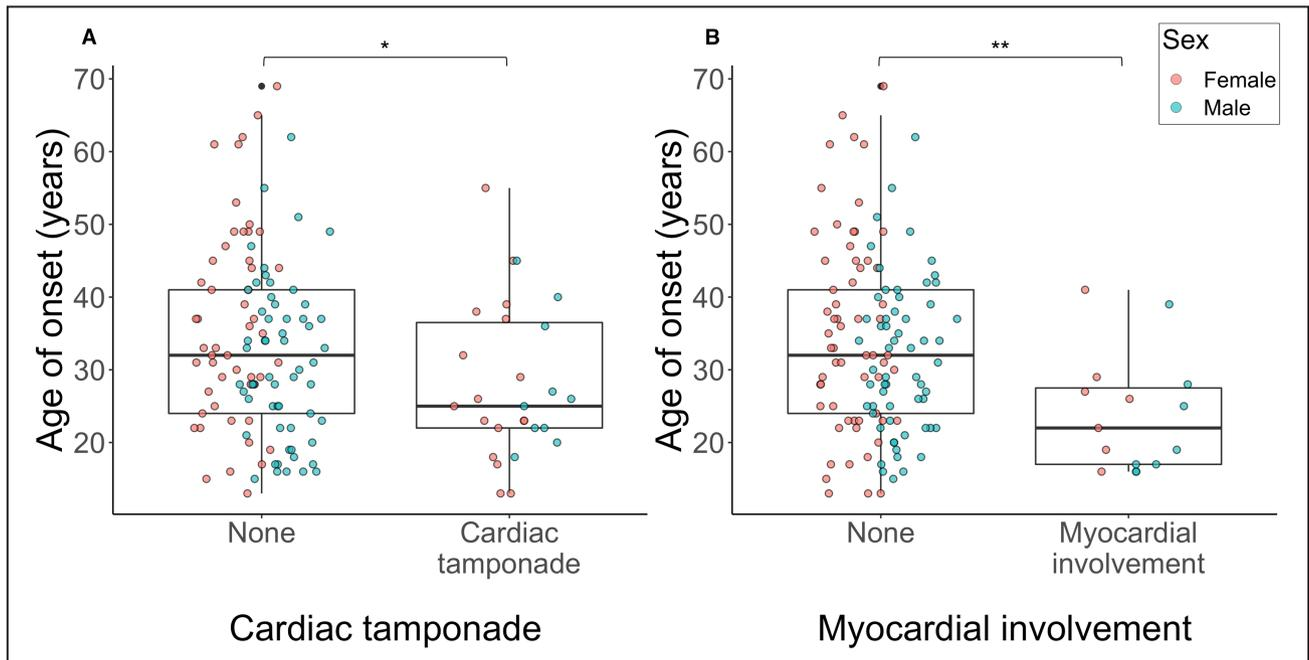 A
*
Age of onset (years)
70
60
50
40
30
20
None
Cardiac
tamponade
Cardiac tamponade
B
**
Sex
Female
Male
Age of onset (years)
70
60
50
40
30
20
None
Myocardial
involvement
Myocardial involvement